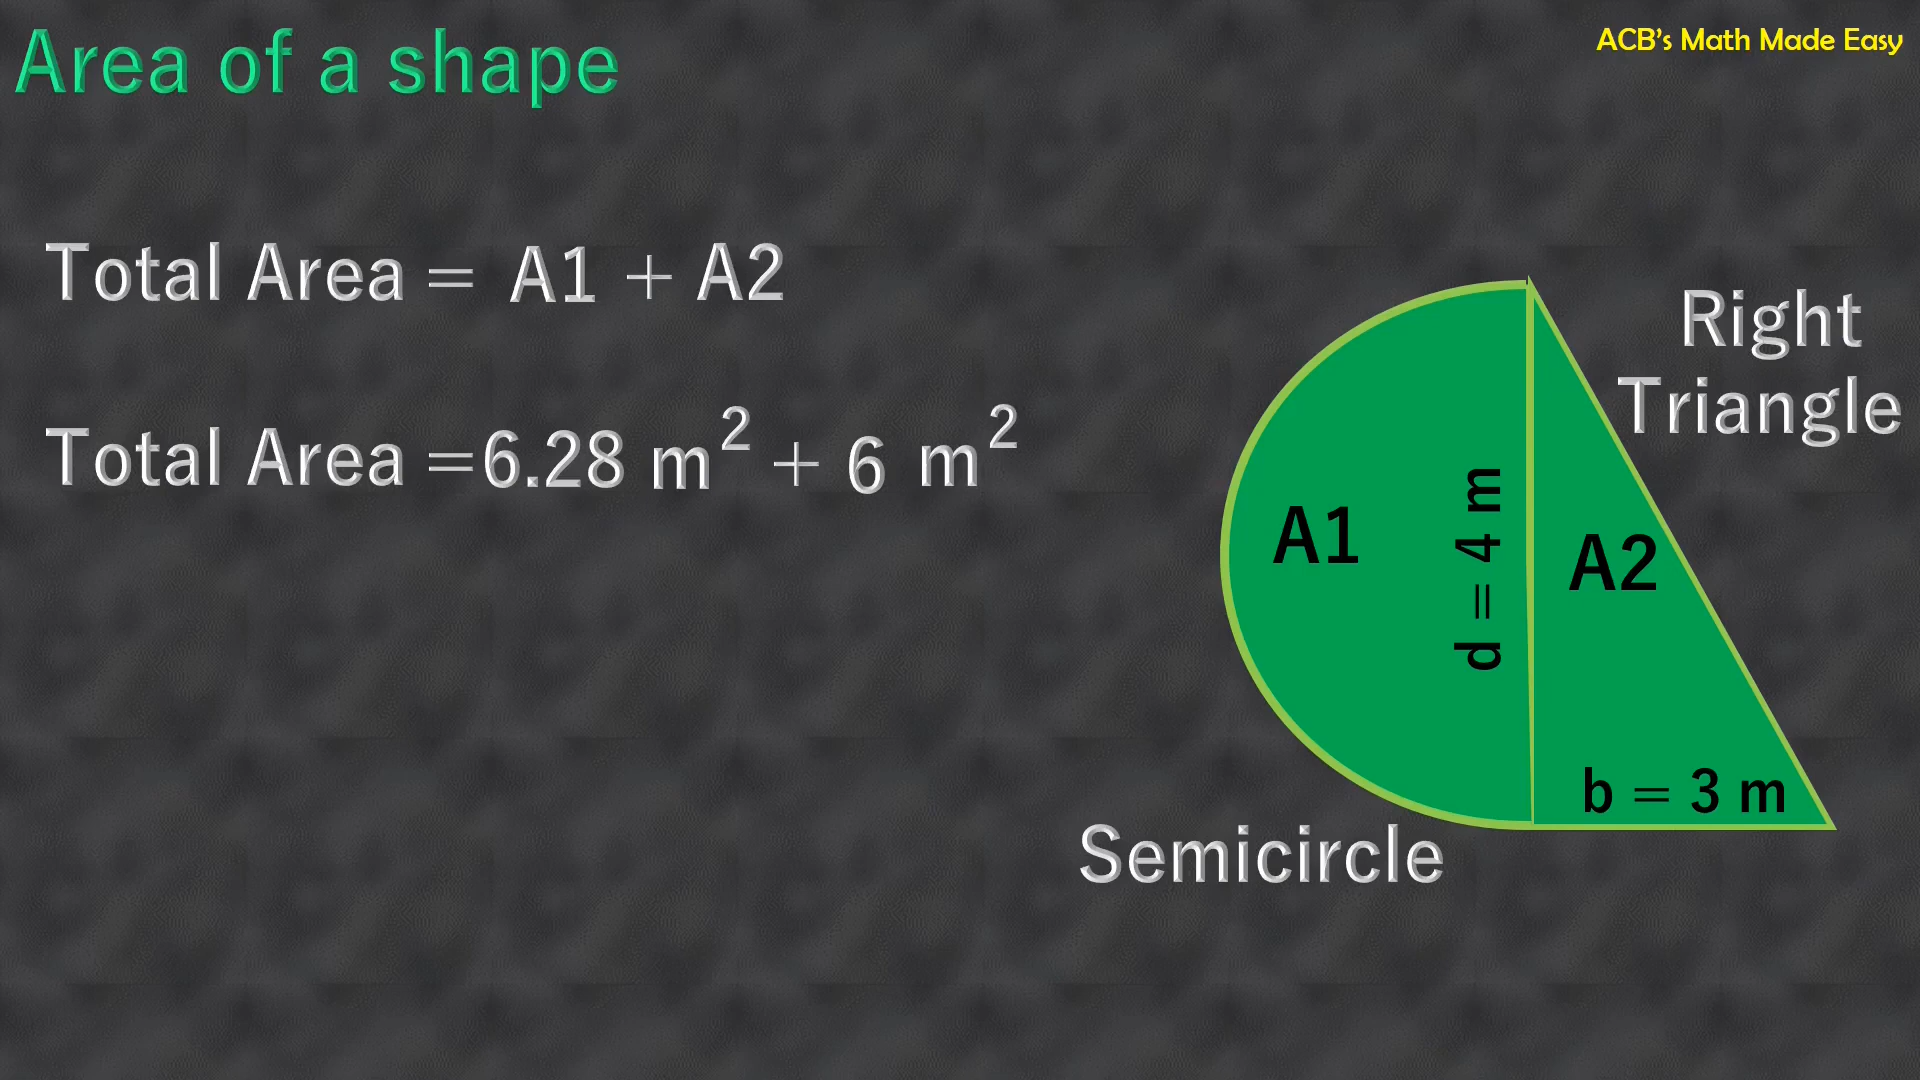 Area of a shape
ACB's Math Made Easy
Total Area = A1 + A2
Total Area =6.28 m² + 6 m²
Right
Triangle
A1
d = 4 m
A2
b = 3 m
Semicircle